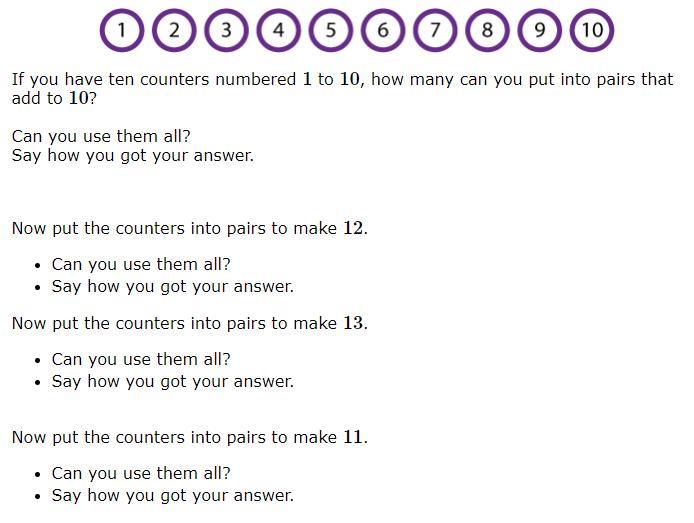 1 2 3 4 5 6 7 8 9 10
If you have ten counters numbered 1 to 10, how many can you put into pairs that
add to 10?
Can you use them all?
Say how you got your answer.
Now put the counters into pairs to make 12.
• Can you use them all?
• Say how you got your answer.
Now put the counters into pairs to make 13.
• Can you use them all?
• Say how you got your answer.
Now put the counters into pairs to make 11.
• Can you use them all?
• Say how you got your answer.